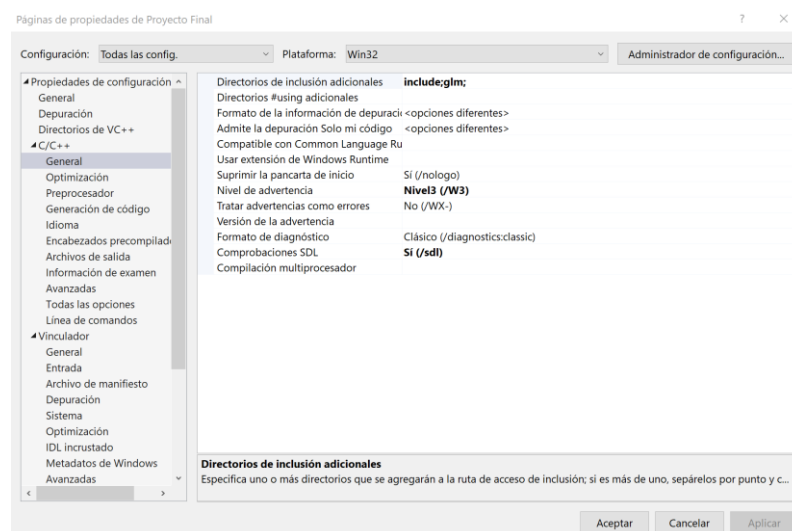 Páginas de propiedades de Proyecto Final
Configuración: Todas las config. Plataforma: Win32 Administrador de configuración...
Propiedades de configuración
General
Depuración
Directorios de VC++
C/C++
General
Optimización
Preprocesador
Generación de código
Idioma
Encabezados precompilad
Archivos de salida
Información de examen
Avanzadas
Todas las opciones
Línea de comandos
Vinculador
General
Entrada
Archivo de manifiesto
Depuración
Sistema
Optimización
IDL incrustado
Metadatos de Windows
Avanzadas
Directorios de inclusión adicionales include;glm;
Directorios #using adicionales
Formato de la información de depuraci <opciones diferentes>
Admite la depuración Solo mi código <opciones diferentes>
Compatible con Common Language Ru
Usar extensión de Windows Runtime
Suprimir la pancarta de inicio Sí (/nologo)
Nivel de advertencia Nivel3 (/W3)
Tratar advertencias como errores No (/WX-)
Versión de la advertencia
Formato de diagnóstico Clásico (/diagnostics:classic)
Comprobaciones SDL Sí (/sdl)
Compilación multiprocesador
Directorios de inclusión adicionales
Especifica uno o más directorios que se agregarán a la ruta de acceso de inclusión; si es más de uno, sepárelos por punto y c...
Aceptar Cancelar Aplicar